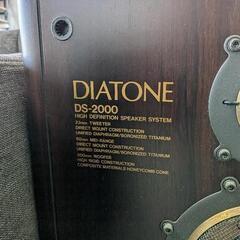 DIATONE
DS-2000
HIGH DEFINITION SPEAKER SYSTEM
23mm TWEETER
DIRECT MOUNT CONSTRUCTION
UNIFIED DIAPHRAGM/BORONIZED TITANIUM
60mm MID-RANGE
DIRECT MOUNT CONSTRUCTION
UNIFIED DIAPHRAGM/BORONIZED TITANIUM
300mm WOOFER
HIGH RIGID CONSTRUCTION
COMPOSITE MATERIALS HONEYCOMB CONE